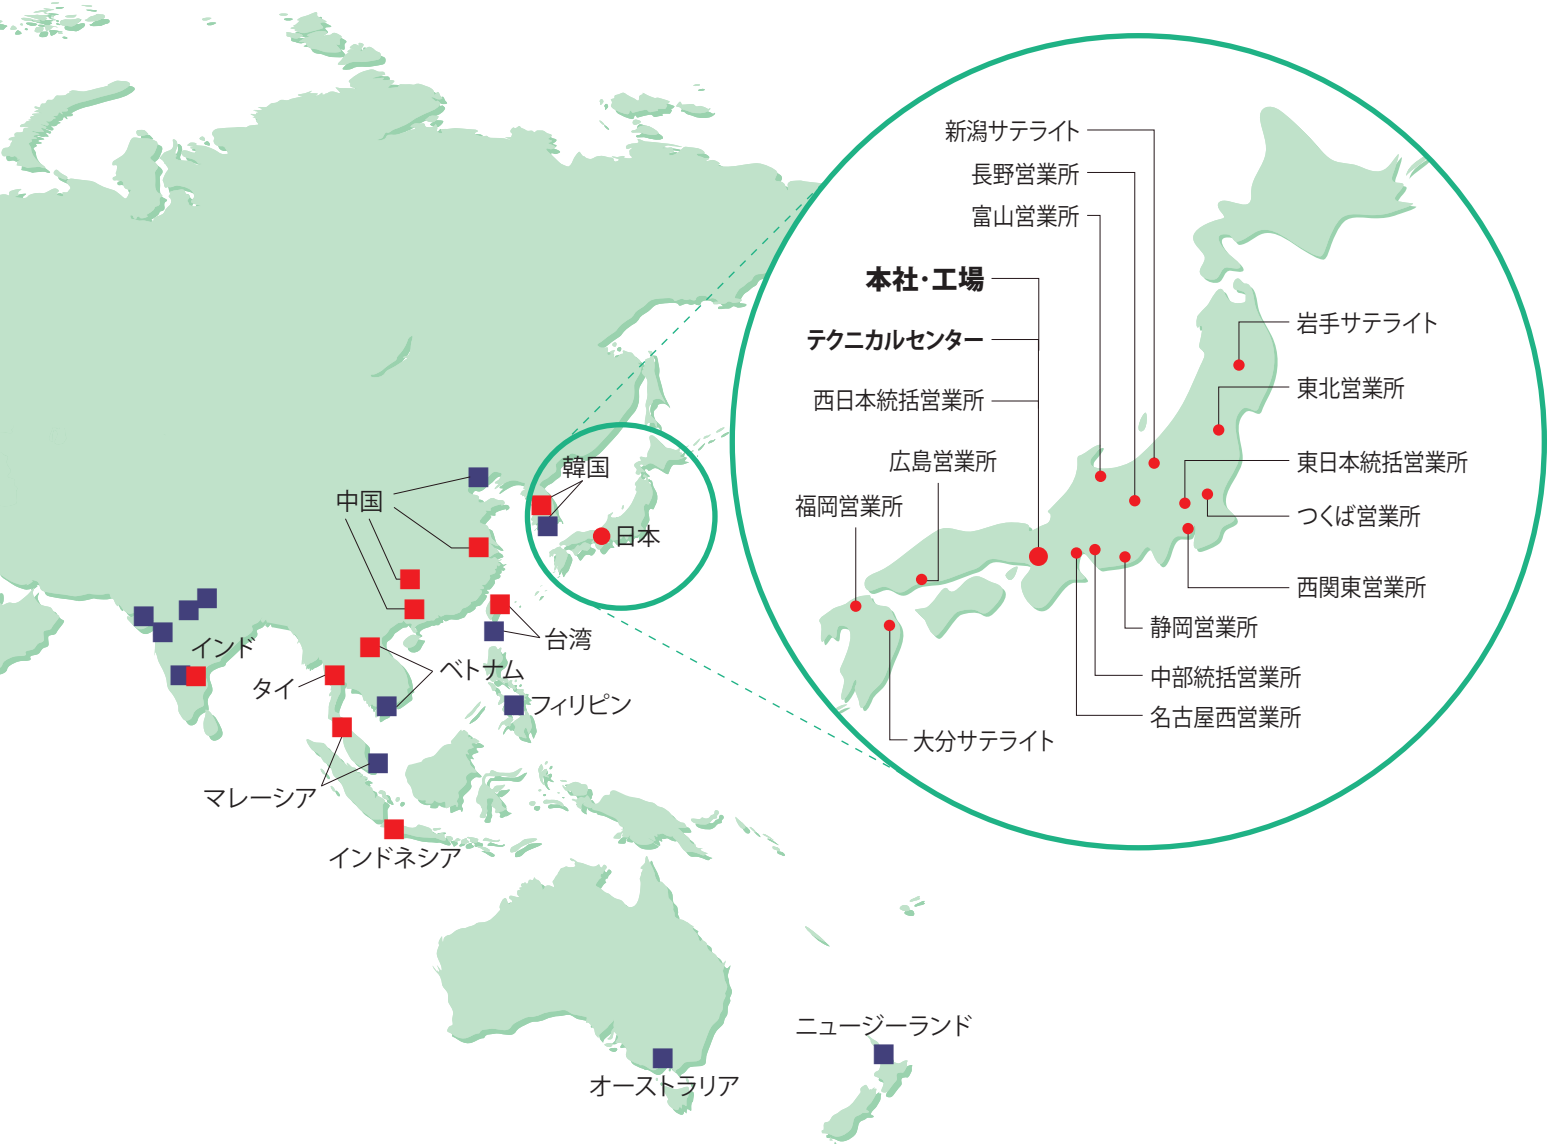 新潟サテライト
長野営業所
富山営業所
本社・工場
テクニカルセンター
西日本統括営業所
広島営業所
福岡営業所
岩手サテライト
東北営業所
東日本統括営業所
つくば営業所
西関東営業所
静岡営業所
中部統括営業所
名古屋西営業所
大分サテライト
韓国
中国
日本
台湾
インド
ベトナム
タイ
フィリピン
マレーシア
インドネシア
ニュージーランド
オーストラリア